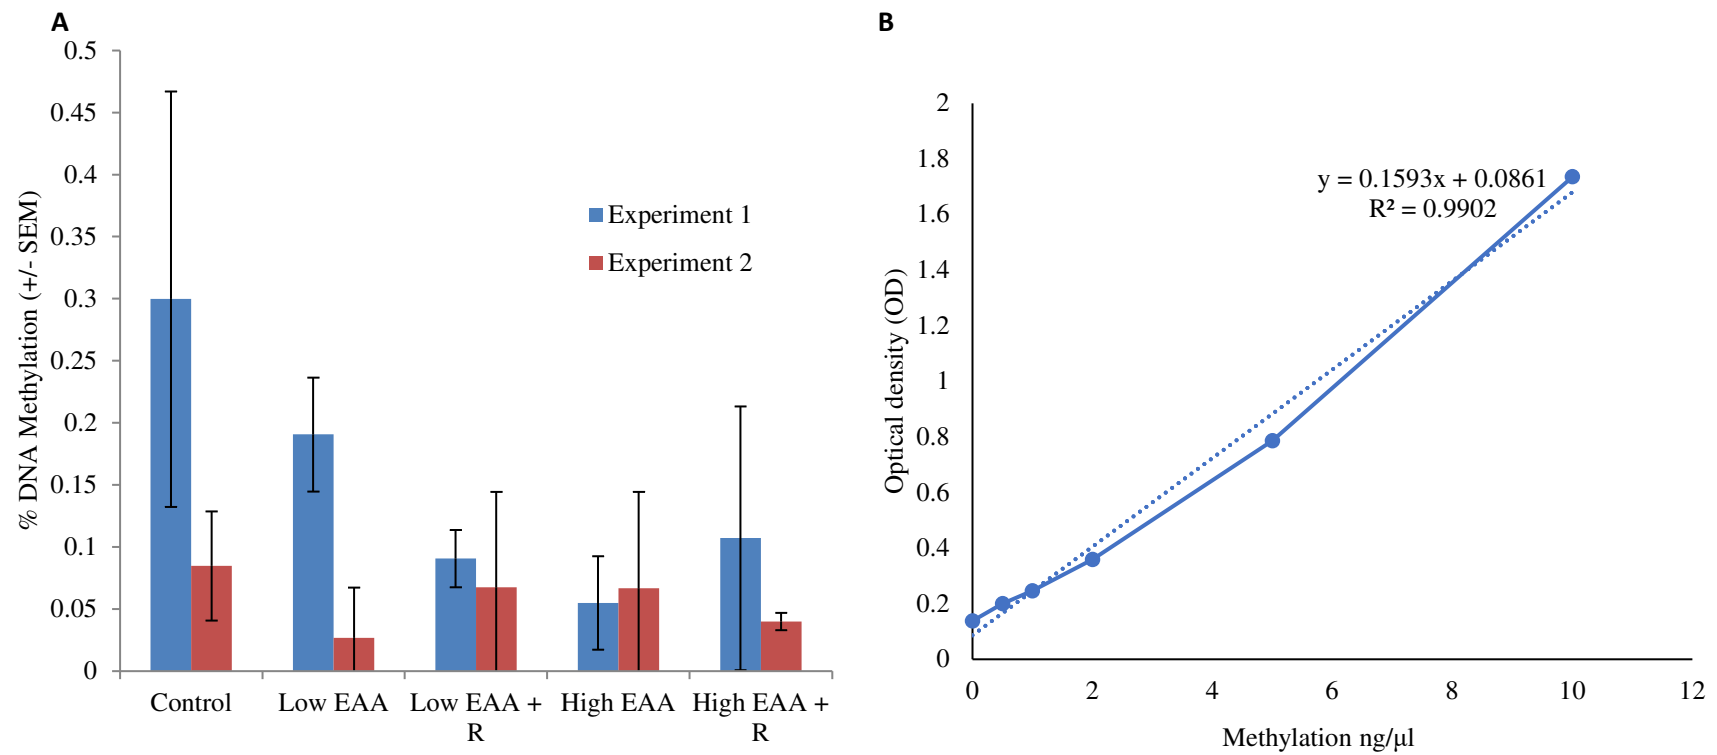 A
% DNA Methylation (+/- SEM)
0.5
0.45
0.4
0.35
0.3
0.25
0.2
0.15
0.1
0.05
0
Experiment 1
Experiment 2
Control
Low EAA
Low EAA +
R
High EAA
High EAA +
R
B
Optical density (OD)
2
1.8
1.6
1.4
1.2
1
0.8
0.6
0.4
0.2
0
y = 0.1593x + 0.0861
R² = 0.9902
0
2
4
6
8
10
12
Methylation ng/µl